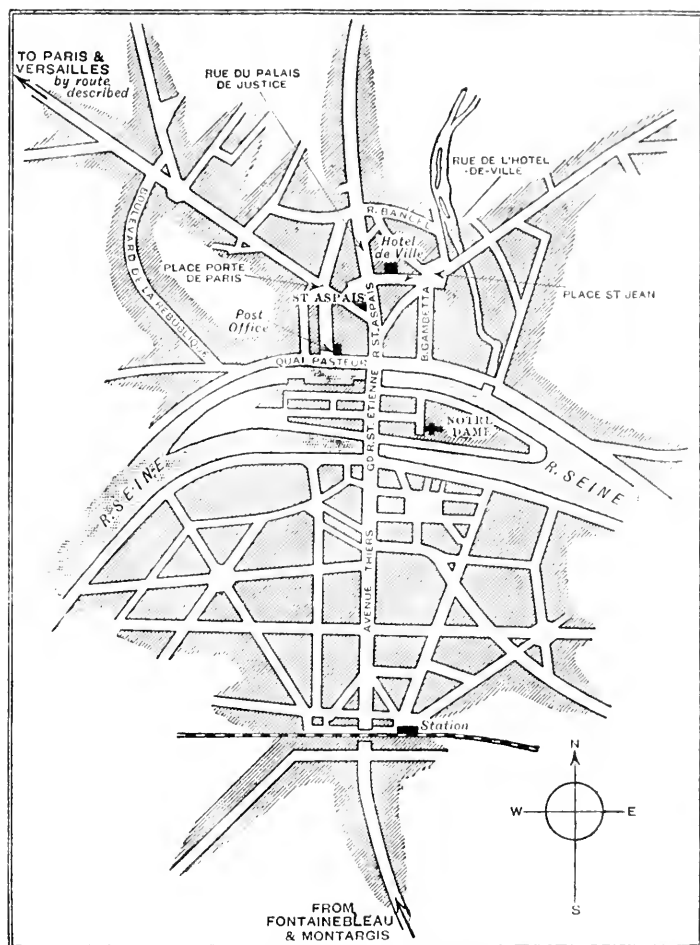 TO PARIS &
VERSAILLES
by route
described
RUE DU PALAIS
DE JUSTICE
RUE DE L'HOTEL
-DE-VILLE
R. BANCEL
Hotel
de Ville
BOULEVARD DE LA REPUBLIQUE
PLACE PORTE
DE PARIS
ST ASPAIS
PLACE ST JEAN
Post
Office
R ST. ASPAIS
B. GAMBETTA
QUAI PASTEUR
GD R. ST. ETIENNE
NOTRE
DAME
R. SEINE
R. SEINE
AVENUE THIERS
Station
N
W
E
S
FROM
FONTAINEBLEAU
& MONTARGIS